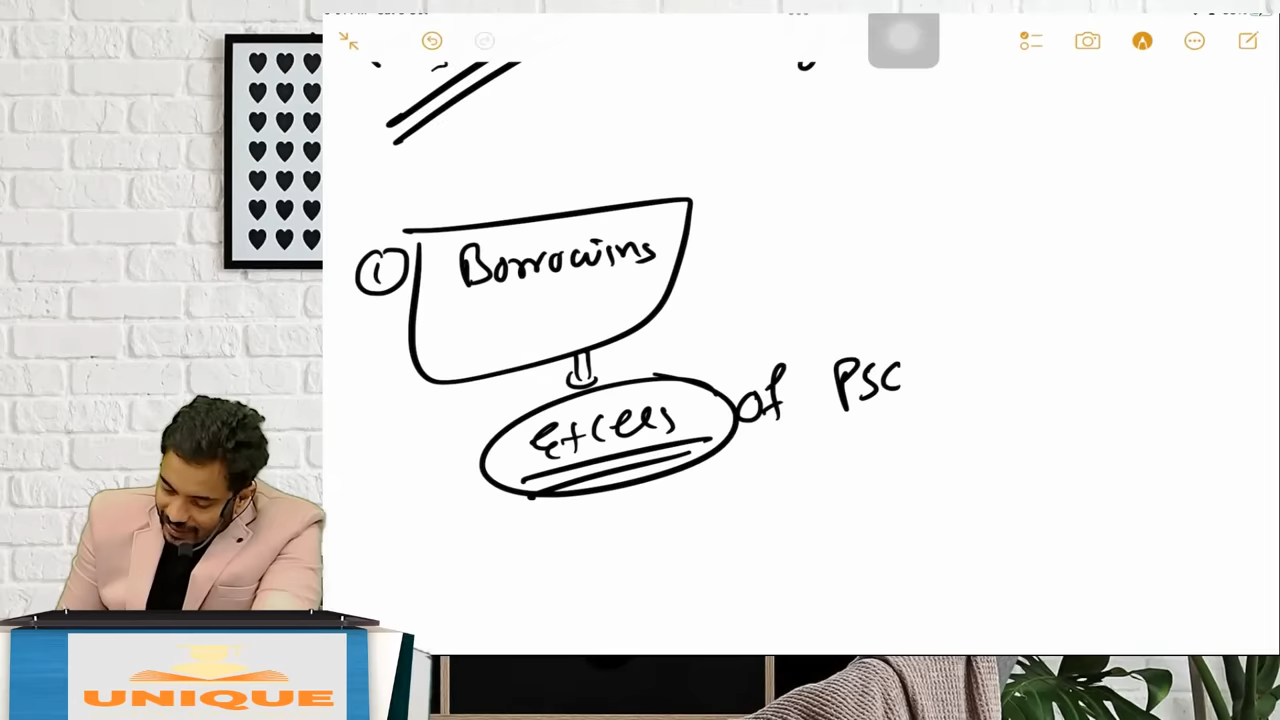 ① Borrowins
Excess of PSC
UNIQUE